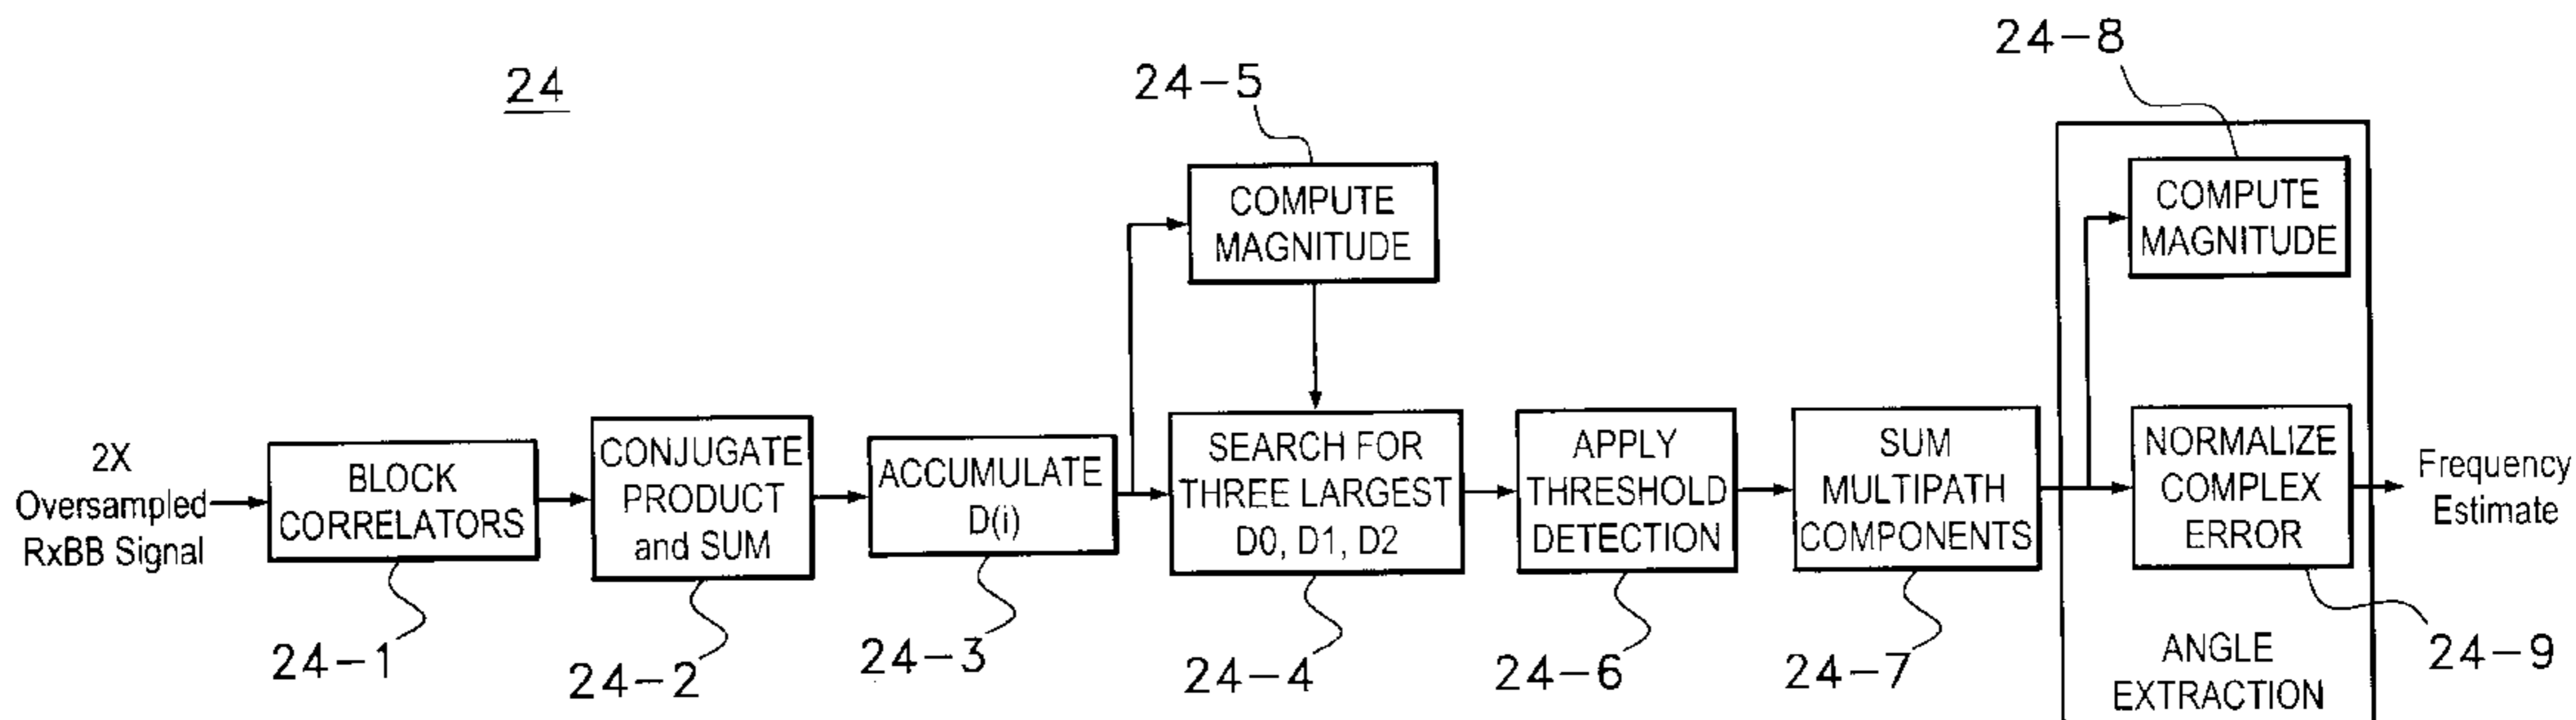 24
24-5
24-8
COMPUTE
MAGNITUDE
COMPUTE
MAGNITUDE
2X
Oversampled
RxBB Signal
BLOCK
CORRELATORS
CONJUGATE
PRODUCT
and SUM
ACCUMULATE
D(i)
SEARCH FOR
THREE LARGEST
D0, D1, D2
APPLY
THRESHOLD
DETECTION
SUM
MULTIPATH
COMPONENTS
NORMALIZE
COMPLEX
ERROR
Frequency
Estimate
24-1
24-2
24-3
24-4
24-6
24-7
24-9
ANGLE
EXTRACTION